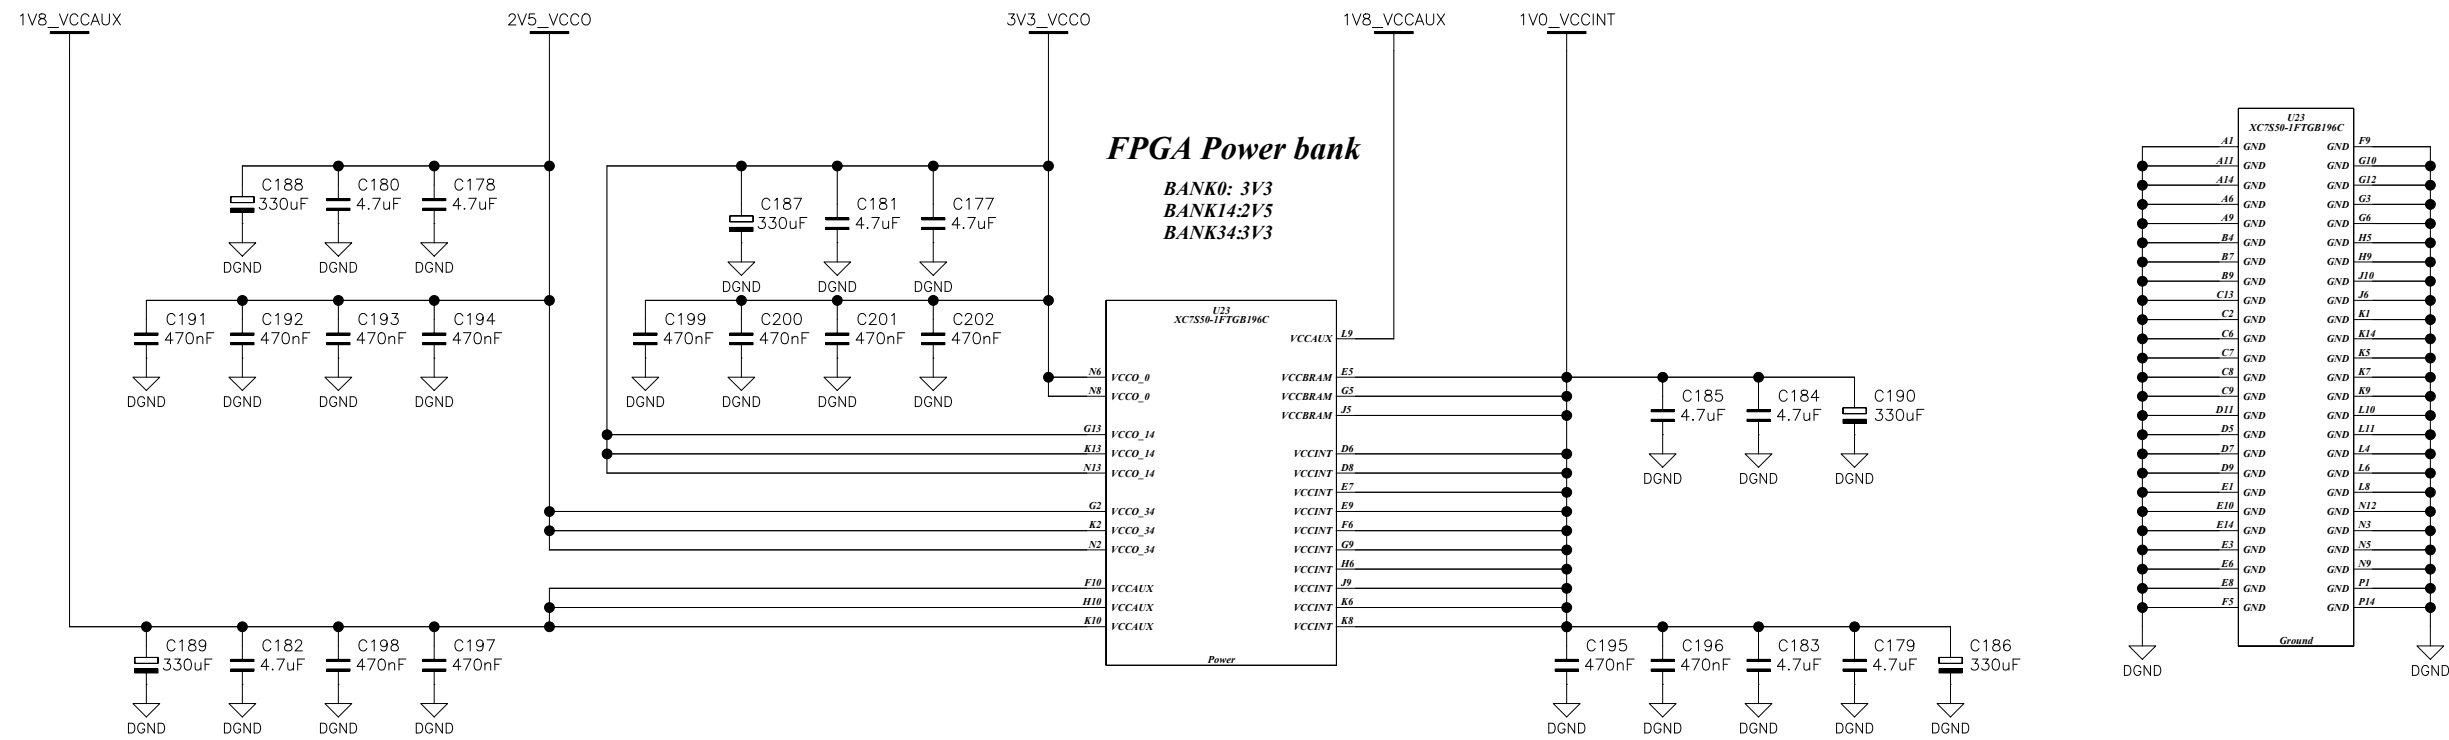 1V8_VCCAUX
2V5_VCCO
3V3_VCCO
1V8_VCCAUX
1V0_VCCINT
FPGA Power bank
BANK0: 3V3
BANK14:2V5
BANK34:3V3
C188
330uF
DGND
C180
4.7uF
DGND
C178
4.7uF
DGND
C187
330uF
DGND
C181
4.7uF
DGND
C177
4.7uF
DGND
C191
470nF
DGND
C192
470nF
DGND
C193
470nF
DGND
C194
470nF
DGND
C199
470nF
DGND
C200
470nF
DGND
C201
470nF
DGND
C202
470nF
DGND
C189
330uF
DGND
C182
4.7uF
DGND
C198
470nF
DGND
C197
470nF
DGND
U23
XC7S50-1FTGB196C
N6 VCCO_0
N8 VCCO_0
G13 VCCO_14
K13 VCCO_14
N13 VCCO_14
G2 VCCO_34
K2 VCCO_34
N2 VCCO_34
F10 VCCAUX
H10 VCCAUX
K10 VCCAUX
VCCAUX L9
VCCBRAM E5
VCCBRAM G5
VCCBRAM J5
VCCINT D6
VCCINT D8
VCCINT E7
VCCINT E9
VCCINT F6
VCCINT G9
VCCINT H6
VCCINT J9
VCCINT K6
VCCINT K8
Power
C185
4.7uF
DGND
C184
4.7uF
DGND
C190
330uF
DGND
C195
470nF
DGND
C196
470nF
DGND
C183
4.7uF
DGND
C179
4.7uF
DGND
C186
330uF
DGND
U23
XC7S50-1FTGB196C
A1 GND GND F9
A11 GND GND G10
A14 GND GND G12
A6 GND GND G3
A9 GND GND G6
B4 GND GND H5
B7 GND GND H9
B9 GND GND J10
C13 GND GND J6
C2 GND GND K1
C6 GND GND K14
C7 GND GND K5
C8 GND GND K7
C9 GND GND K9
D11 GND GND L10
D5 GND GND L11
D7 GND GND L4
D9 GND GND L6
E1 GND GND L8
E10 GND GND N12
E14 GND GND N3
E3 GND GND N5
E6 GND GND N9
E8 GND GND P1
F5 GND GND P14
Ground
DGND
DGND